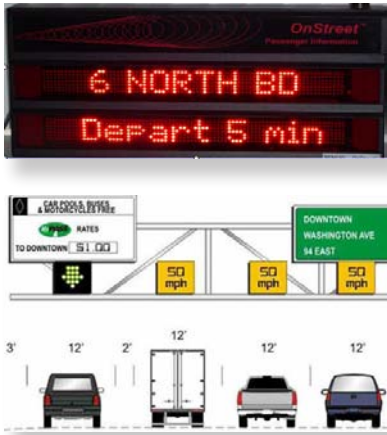 OnStreet™
Passenger Information
6 NORTH BD
Depart 5 min
CAR POOLS, BUSES
& MOTORCYCLES FREE
RATES
TO DOWNTOWN $1.00
DOWNTOWN
WASHINGTON AVE
94 EAST
50 mph
50 mph
50 mph
12'
3' 12' 2' 12' 12'